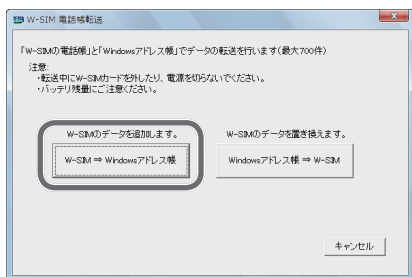 W-SIM 電話帳転送
「W-SIMの電話帳」と「Windowsアドレス帳」でデータの転送を行います(最大700件)
注意:
・転送中にW-SIMカードを外したり、電源を切らないでください。
・バッテリ残量にご注意ください。
W-SIMのデータを追加します。
W-SIM ⇒ Windowsアドレス帳
W-SIMのデータを置き換えます。
Windowsアドレス帳 ⇒ W-SIM
キャンセル